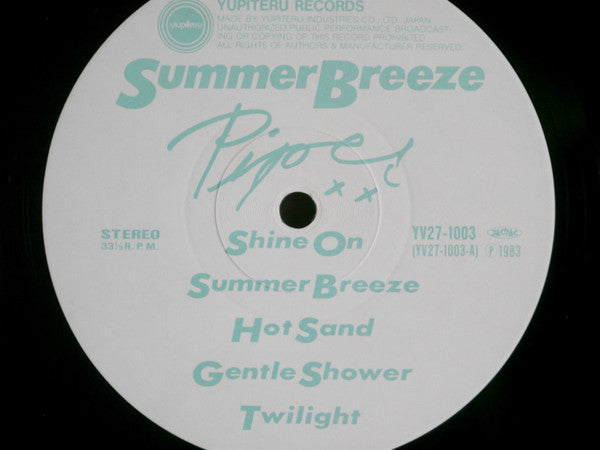 YUPITERU RECORDS
yupiteru
MADE BY YUPITERU INDUSTRIES CO., LTD. JAPAN.
UNAUTHORIZED PUBLIC PERFORMANCE BROADCAST-
ING OR COPYING OF THIS RECORD PROHIBITED
ALL RIGHTS OF AUTHORS & MANUFACTURER RESERVED.
Summer Breeze
Piper
STEREO
33⅓ R.P.M.
YV27-1003
(YV27-1003-A) Ⓟ 1983
Shine On
Summer Breeze
Hot Sand
Gentle Shower
Twilight